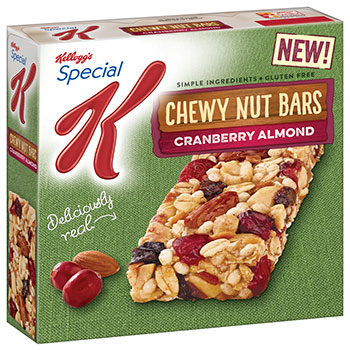 Kellogg's
Special
K
NEW!
SIMPLE INGREDIENTS • GLUTEN FREE
CHEWY NUT BARS
CRANBERRY ALMOND
Deliciously
real.